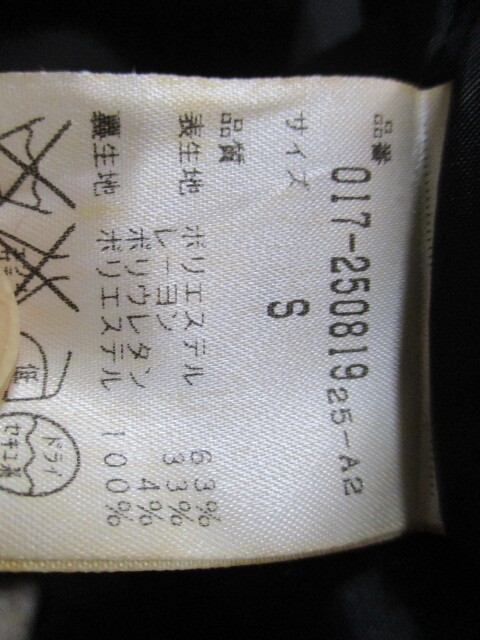 品番 017-250819 25-A2
サイズ S
品質
表生地 ポリエステル 63%
レーヨン 33%
ポリウレタン 4%
裏生地 ポリエステル 100%
低
ドライ
セキユ系